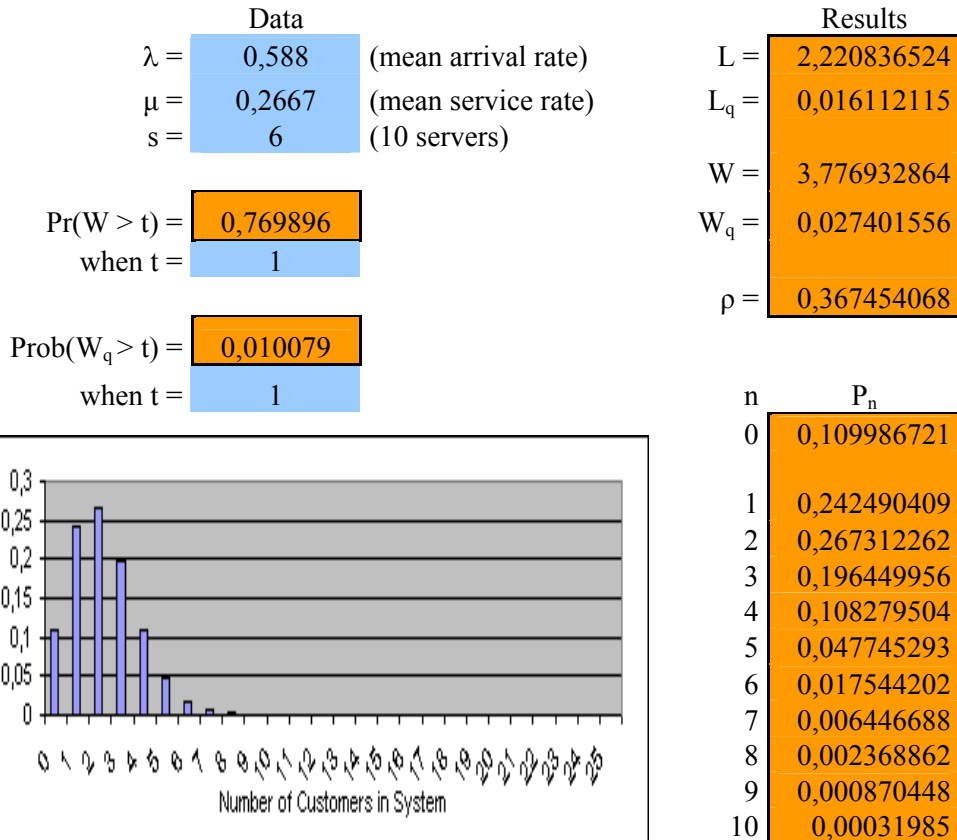 Data
λ = 0,588 (mean arrival rate)
μ = 0,2667 (mean service rate)
s = 6 (10 servers)
Pr(W > t) = 0,769896
when t = 1
Prob(Wq > t) = 0,010079
when t = 1
Results
L = 2,220836524
Lq = 0,016112115
W = 3,776932864
Wq = 0,027401556
ρ = 0,367454068
n Pn
0 0,109986721
1 0,242490409
2 0,267312262
3 0,196449956
4 0,108279504
5 0,047745293
6 0,017544202
7 0,006446688
8 0,002368862
9 0,000870448
10 0,00031985
0,3
0,25
0,2
0,15
0,1
0,05
0
0 1 2 3 4 5 6 7 8 9 10 11 12 13 14 15 16 17 18 19 20 21 22 23 24 25
Number of Customers in System